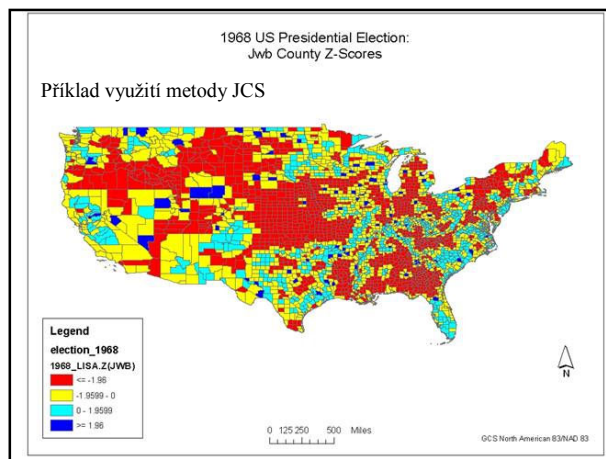 1968 US Presidential Election:
Jwb County Z-Scores
Příklad využití metody JCS
Legend
election_1968
1968_LISA.Z(JWB)
<= -1.96
-1.9599 - 0
0 - 1.9599
>= 1.96
0 125 250 500 Miles
N
GCS North American 83/NAD 83